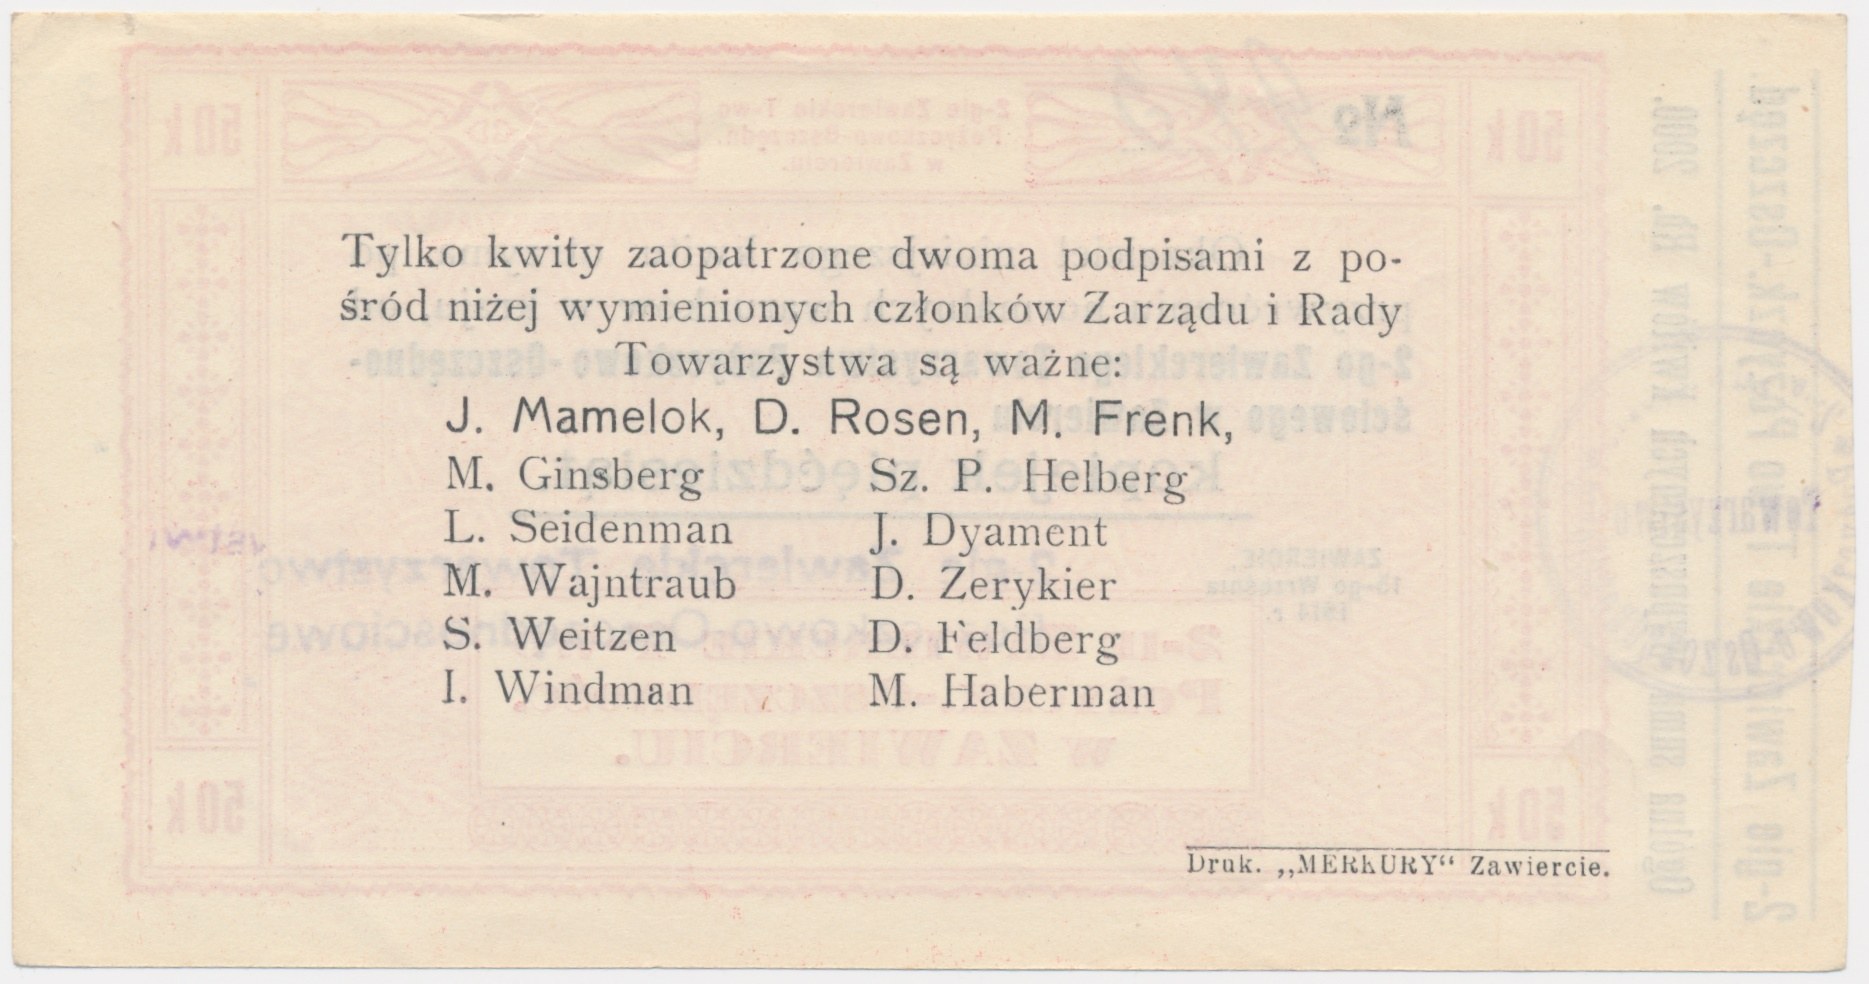 Tylko kwity zaopatrzone dwoma podpisami z po-
śród niżej wymienionych członków Zarządu i Rady
Towarzystwa są ważne:
J. Mamelok, D. Rosen, M. Frenk,
M. Ginsberg Sz. P. Helberg
L. Seidenman J. Dyament
M. Wajntraub D. Zerykier
S. Weitzen D. Feldberg
I. Windman M. Haberman
Druk. „MERKURY“ Zawiercie.